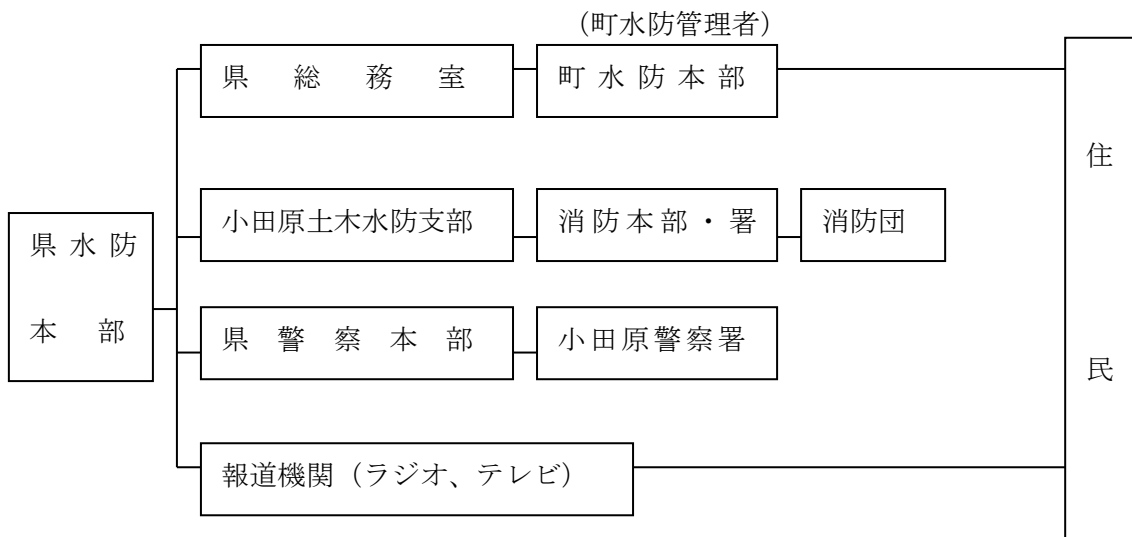 (町水防管理者)
県総務室
町水防本部
小田原土木水防支部
消防本部・署
消防団
県水防
本部
県警察本部
小田原警察署
報道機関（ラジオ、テレビ）
住
民